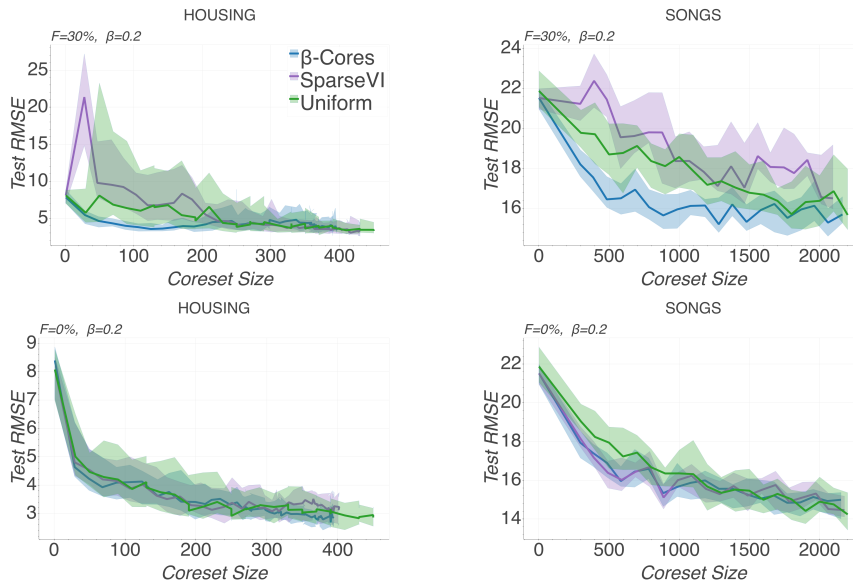 HOUSING
F=30%, β=0.2
β-Cores
SparseVI
Uniform
25
20
15
10
5
Test RMSE
0
100
200
300
400
Coreset Size
SONGS
F=30%, β=0.2
24
22
20
18
16
Test RMSE
0
500
1000
1500
2000
Coreset Size
HOUSING
F=0%, β=0.2
9
8
7
6
5
4
3
Test RMSE
0
100
200
300
400
Coreset Size
SONGS
F=0%, β=0.2
22
20
18
16
14
Test RMSE
0
500
1000
1500
2000
Coreset Size